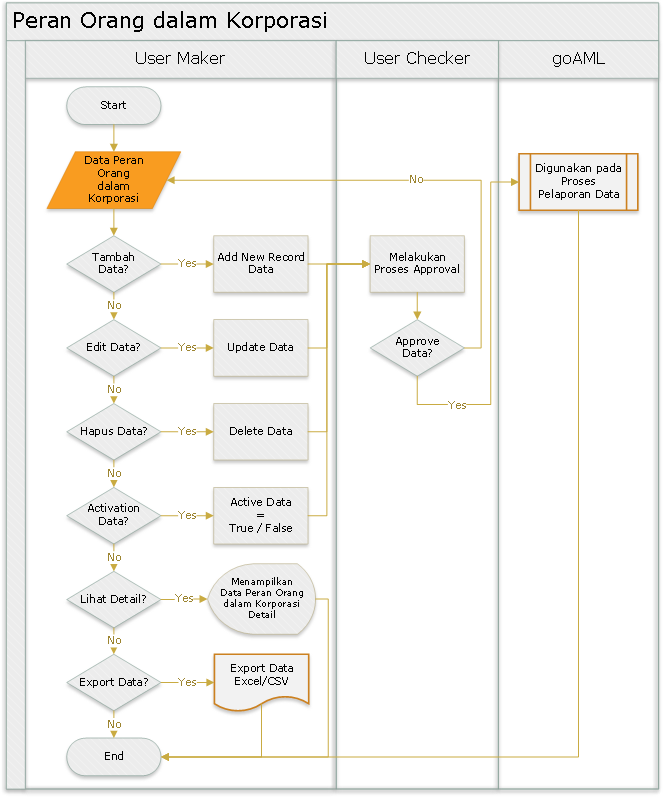 Peran Orang dalam Korporasi
User Maker
User Checker
goAML
Start
Data Peran
Orang
dalam
Korporasi
No
Digunakan pada
Proses
Pelaporan Data
Tambah
Data?
Yes
Add New Record
Data
Melakukan
Proses Approval
No
Edit Data?
Yes
Update Data
Approve
Data?
Yes
No
Hapus Data?
Yes
Delete Data
No
Activation
Data?
Yes
Active Data
=
True / False
No
Lihat Detail?
Yes
Menampilkan
Data Peran Orang
dalam Korporasi
Detail
No
Export Data?
Yes
Export Data
Excel/CSV
No
End